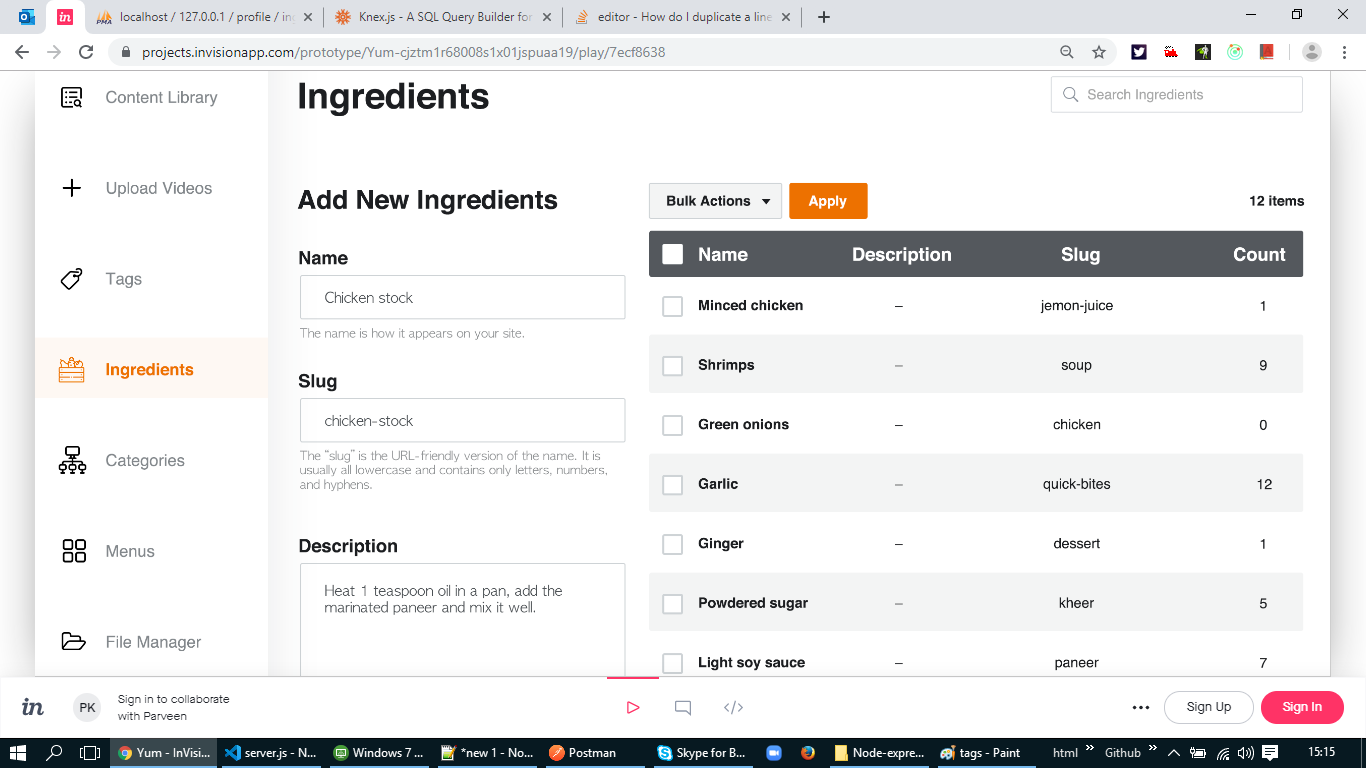 localhost / 127.0.0.1 / profile / in
Knex.js - A SQL Query Builder for
editor - How do I duplicate a line
projects.invisionapp.com/prototype/Yum-cjztm1r68008s1x01jspuaa19/play/7ecf8638
Content Library
Upload Videos
Tags
Ingredients
Categories
Menus
File Manager
Ingredients
Search Ingredients
Add New Ingredients
Name
Chicken stock
The name is how it appears on your site.
Slug
chicken-stock
The "slug" is the URL-friendly version of the name. It is
usually all lowercase and contains only letters, numbers,
and hyphens.
Description
Heat 1 teaspoon oil in a pan, add the
marinated paneer and mix it well.
Bulk Actions
Apply
12 items
Name Description Slug Count
Minced chicken – jemon-juice 1
Shrimps – soup 9
Green onions – chicken 0
Garlic – quick-bites 12
Ginger – dessert 1
Powdered sugar – kheer 5
Light soy sauce – paneer 7
in
PK
Sign in to collaborate
with Parveen
Sign Up
Sign In
Yum - InVisi...
server.js - N...
Windows 7 ...
*new 1 - No...
Postman
Skype for B...
Node-expre...
tags - Paint
html
Github
15:15